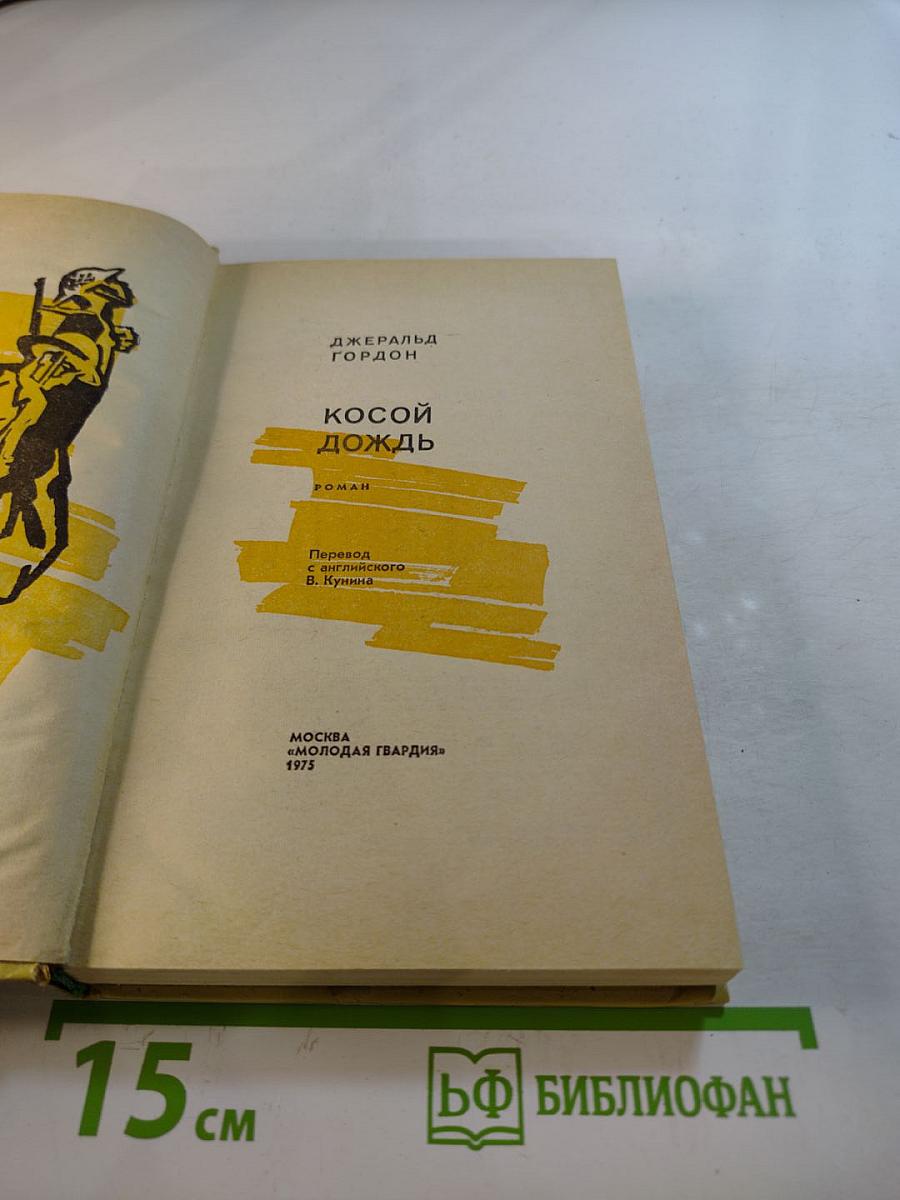 ДЖЕРАЛЬД
ГОРДОН
КОСОЙ
ДОЖДЬ
РОМАН
Перевод
с английского
В. Кунина
МОСКВА
«МОЛОДАЯ ГВАРДИЯ»
1975
15 см
ЬФ БИБЛИОФАН